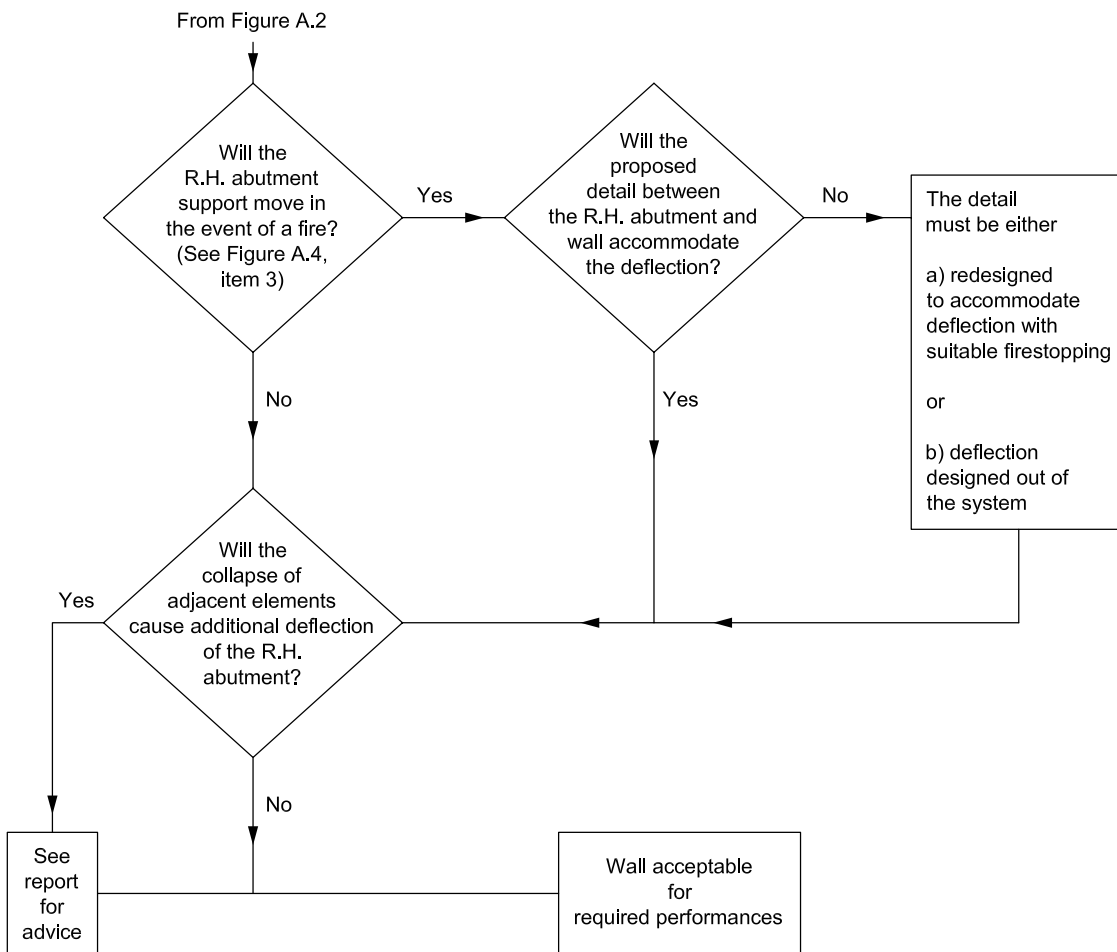 From Figure A.2
Will the
R.H. abutment
support move in
the event of a fire?
(See Figure A.4,
item 3)
Yes
Will the
proposed
detail between
the R.H. abutment and
wall accommodate
the deflection?
No
The detail
must be either
a) redesigned
to accommodate
deflection with
suitable firestopping
or
b) deflection
designed out of
the system
No
Yes
Will the
collapse of
adjacent elements
cause additional deflection
of the R.H.
abutment?
Yes
No
See
report
for
advice
Wall acceptable
for
required performances